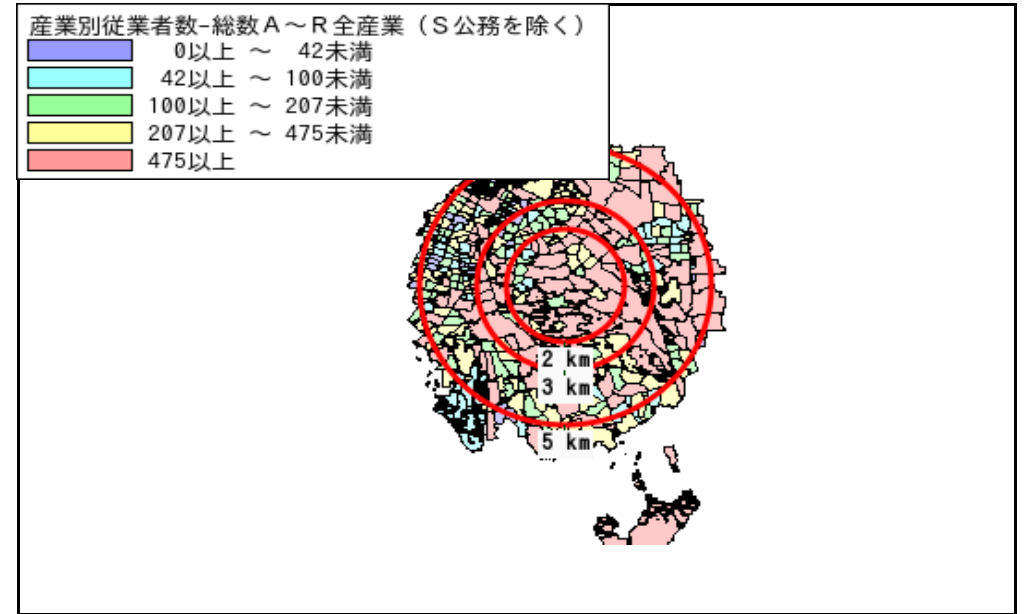 産業別従業者数-総数A～R全産業（S公務を除く）
0以上 ～ 42未満
42以上 ～ 100未満
100以上 ～ 207未満
207以上 ～ 475未満
475以上
2 km
3 km
5 km